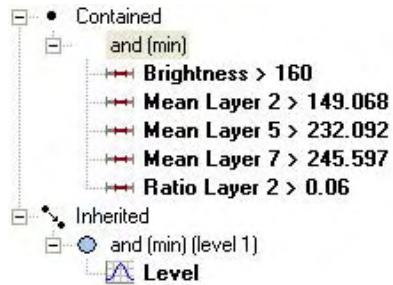 Contained
and (min)
Brightness > 160
Mean Layer 2 > 149.068
Mean Layer 5 > 232.092
Mean Layer 7 > 245.597
Ratio Layer 2 > 0.06
Inherited
and (min) (level 1)
Level